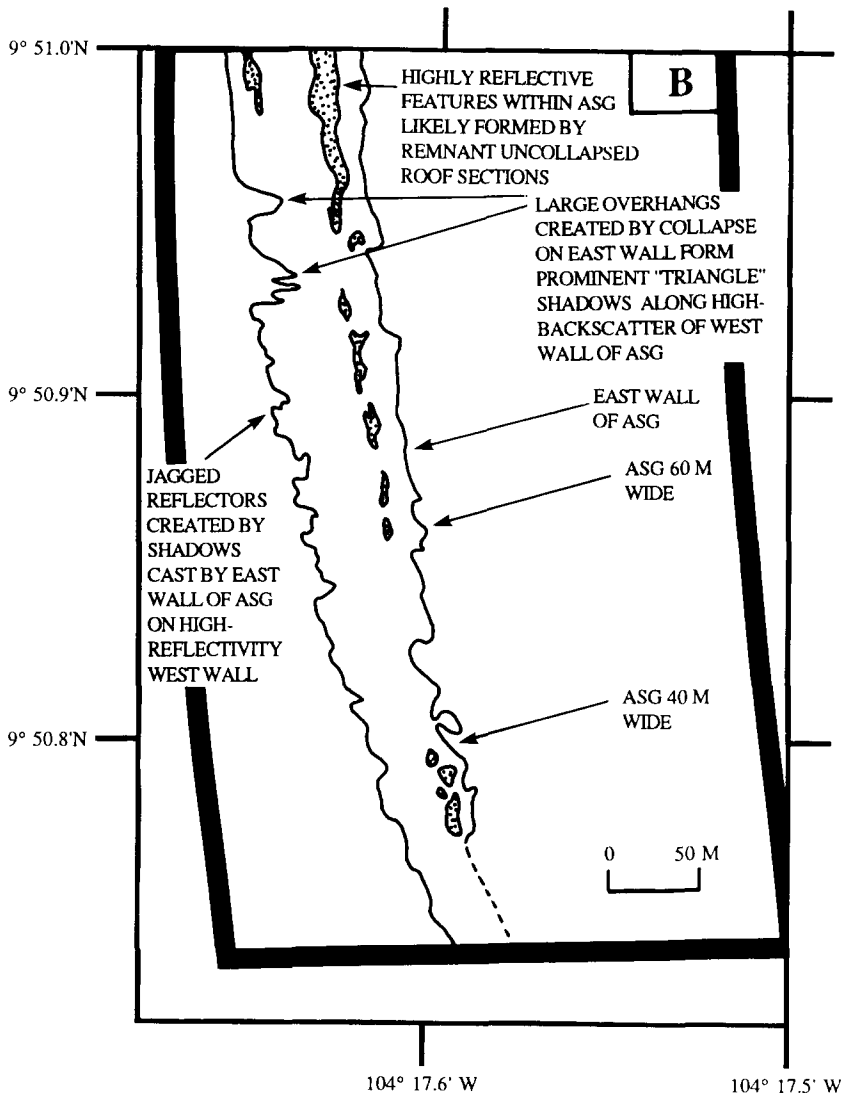 9° 51.0'N
B
HIGHLY REFLECTIVE
FEATURES WITHIN ASG
LIKELY FORMED BY
REMNANT UNCOLLAPSED
ROOF SECTIONS
LARGE OVERHANGS
CREATED BY COLLAPSE
ON EAST WALL FORM
PROMINENT "TRIANGLE"
SHADOWS ALONG HIGH-
BACKSCATTER OF WEST
WALL OF ASG
9° 50.9'N
EAST WALL
OF ASG
ASG 60 M
WIDE
JAGGED
REFLECTORS
CREATED BY
SHADOWS
CAST BY EAST
WALL OF ASG
ON HIGH-
REFLECTIVITY
WEST WALL
ASG 40 M
WIDE
9° 50.8'N
0 50 M
104° 17.6' W
104° 17.5' W